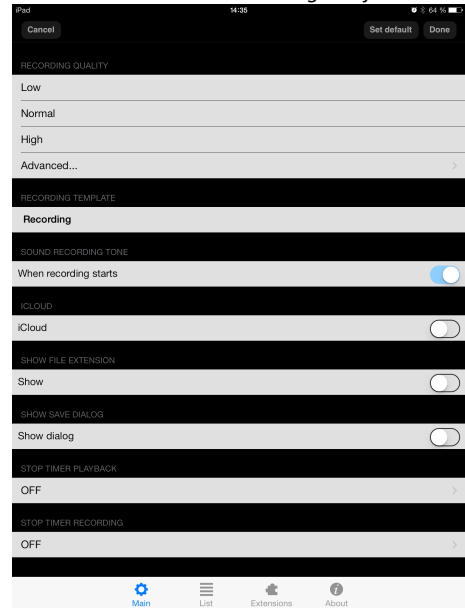 iPad 14:35 64 %
Cancel Set default Done
RECORDING QUALITY
Low
Normal
High
Advanced...
RECORDING TEMPLATE
Recording
SOUND RECORDING TONE
When recording starts
ICLOUD
iCloud
SHOW FILE EXTENSION
Show
SHOW SAVE DIALOG
Show dialog
STOP TIMER PLAYBACK
OFF
STOP TIMER RECORDING
OFF
Main List Extensions About